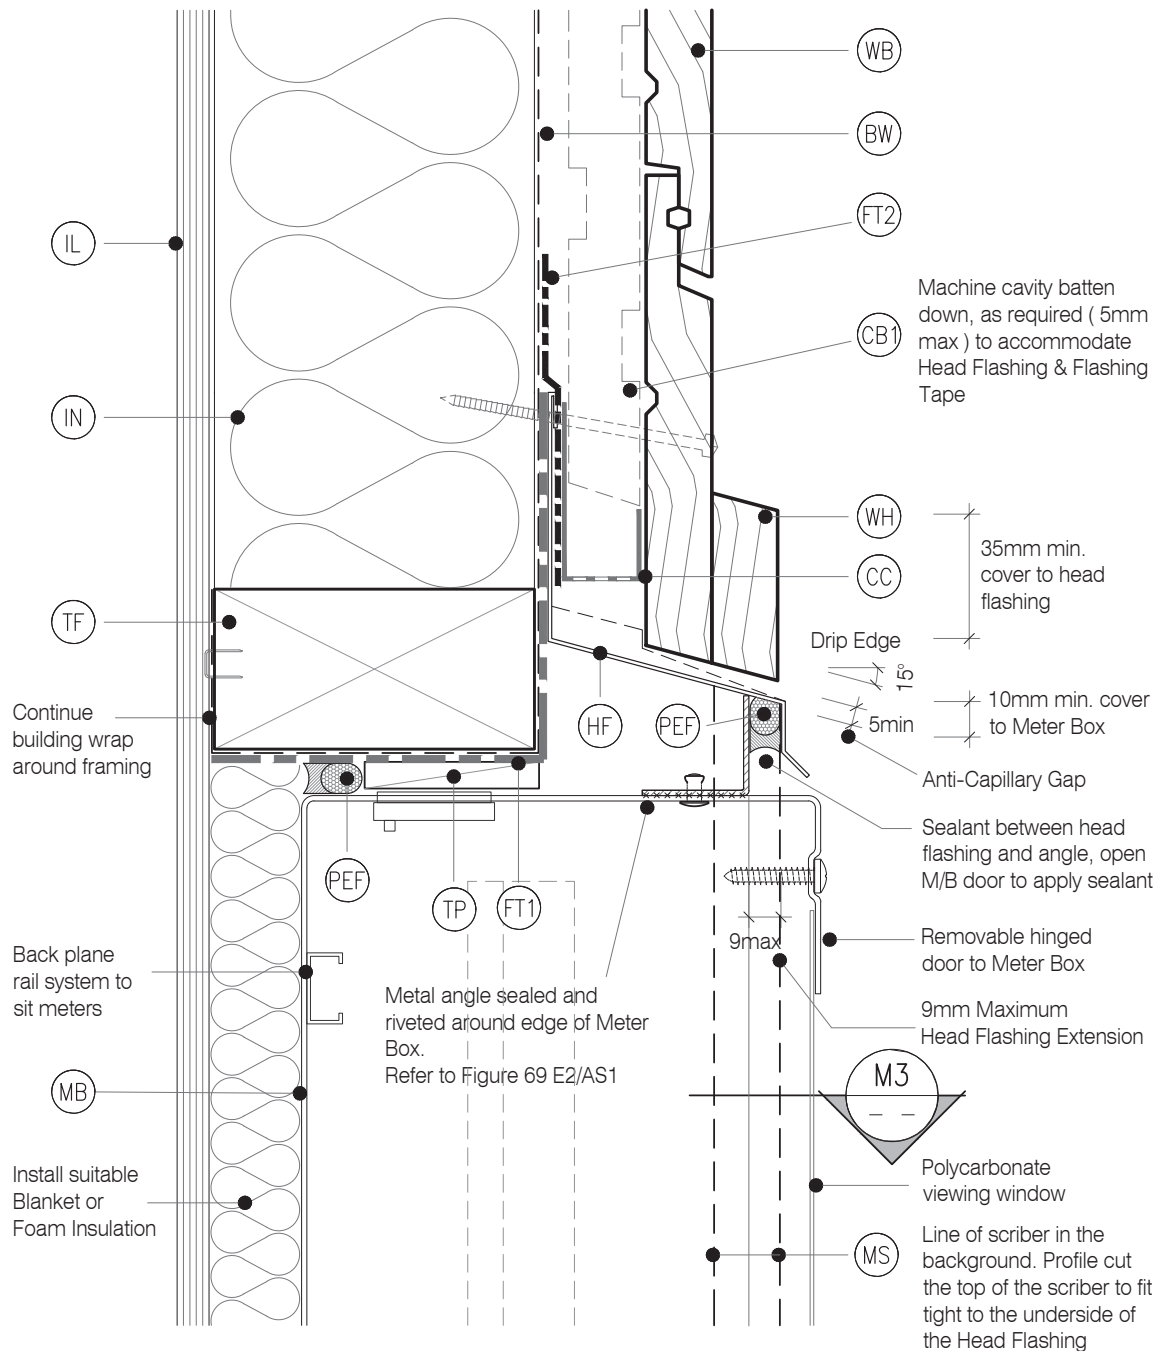 WB
BW
FT2
IL
Machine cavity batten
down, as required ( 5mm
max ) to accommodate
Head Flashing & Flashing
Tape
CB1
IN
WH
35mm min.
cover to head
flashing
CC
TF
Drip Edge
15°
10mm min. cover
to Meter Box
5min
Continue
building wrap
around framing
HF
PEF
Anti-Capillary Gap
Sealant between head
flashing and angle, open
M/B door to apply sealant
PEF
TP
FT1
9max
Removable hinged
door to Meter Box
Back plane
rail system to
sit meters
Metal angle sealed and
riveted around edge of Meter
Box.
Refer to Figure 69 E2/AS1
9mm Maximum
Head Flashing Extension
M3
– –
MB
Install suitable
Blanket or
Foam Insulation
Polycarbonate
viewing window
MS
Line of scriber in the
background. Profile cut
the top of the scriber to fit
tight to the underside of
the Head Flashing